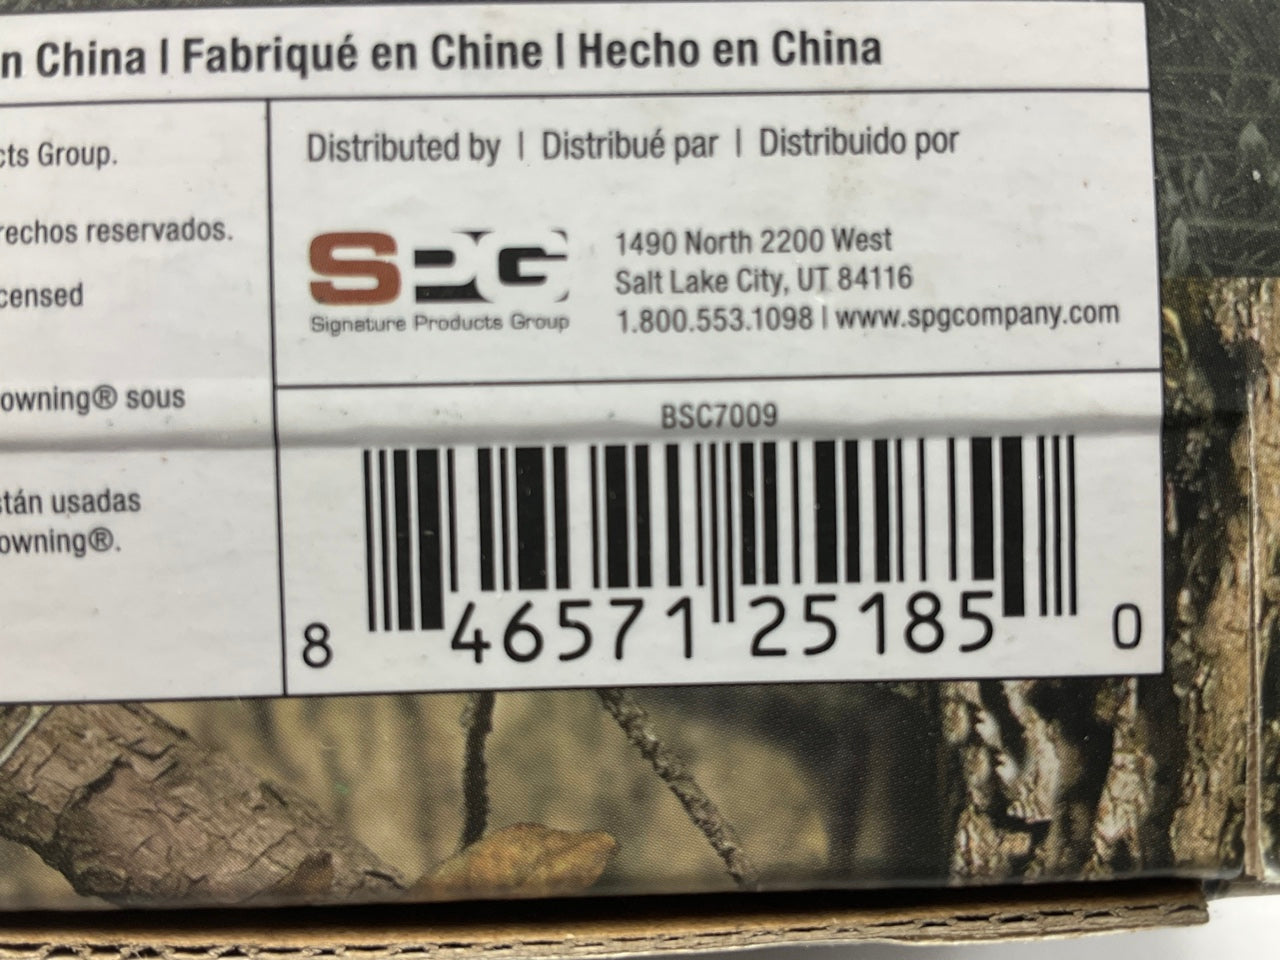 n China | Fabriqué en Chine | Hecho en China
cts Group.
rechos reservados.
censed
owning® sous
stán usadas
owning®.
Distributed by | Distribué par | Distribuido por
SPG
Signature Products Group
1490 North 2200 West
Salt Lake City, UT 84116
1.800.553.1098 | www.spgcompany.com
BSC7009
8 46571 25185 0